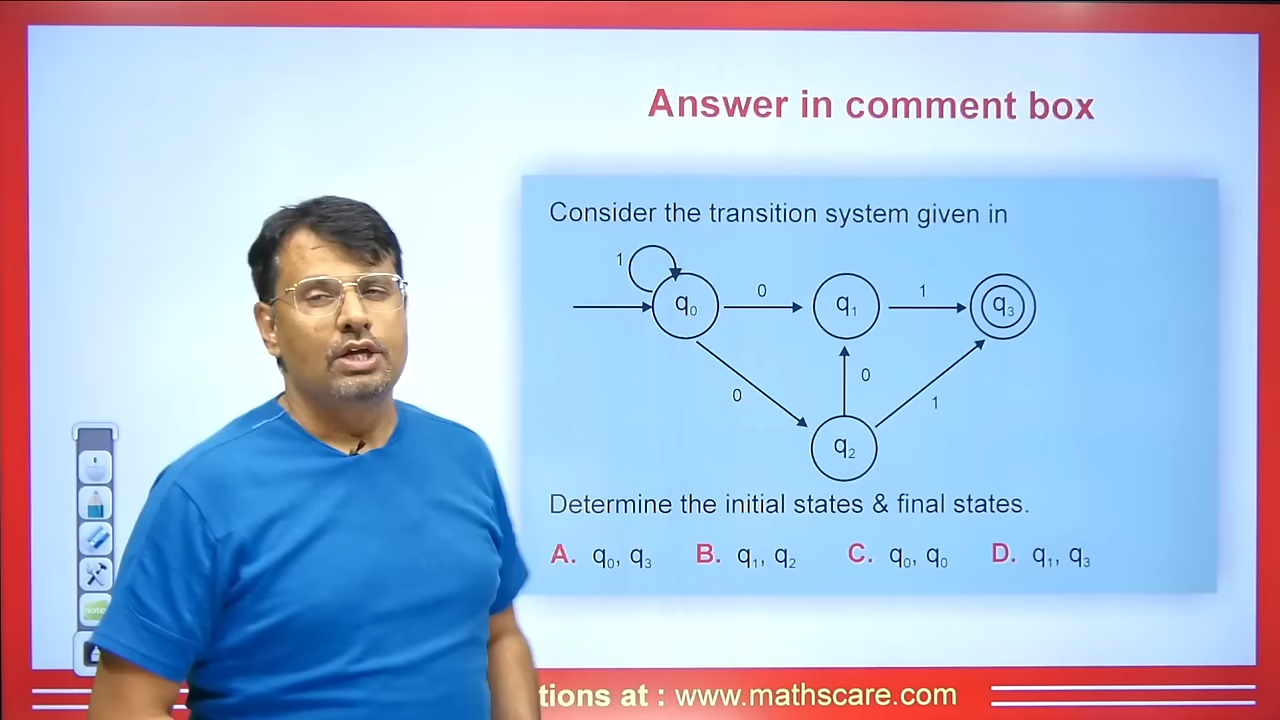 Answer in comment box
Consider the transition system given in
1
q₀ 0 q₁ 1 q₃
0 0 1
q₂
Determine the initial states & final states.
A. q₀, q₃ B. q₁, q₂ C. q₀, q₀ D. q₁, q₃
Note
tions at : www.mathscare.com